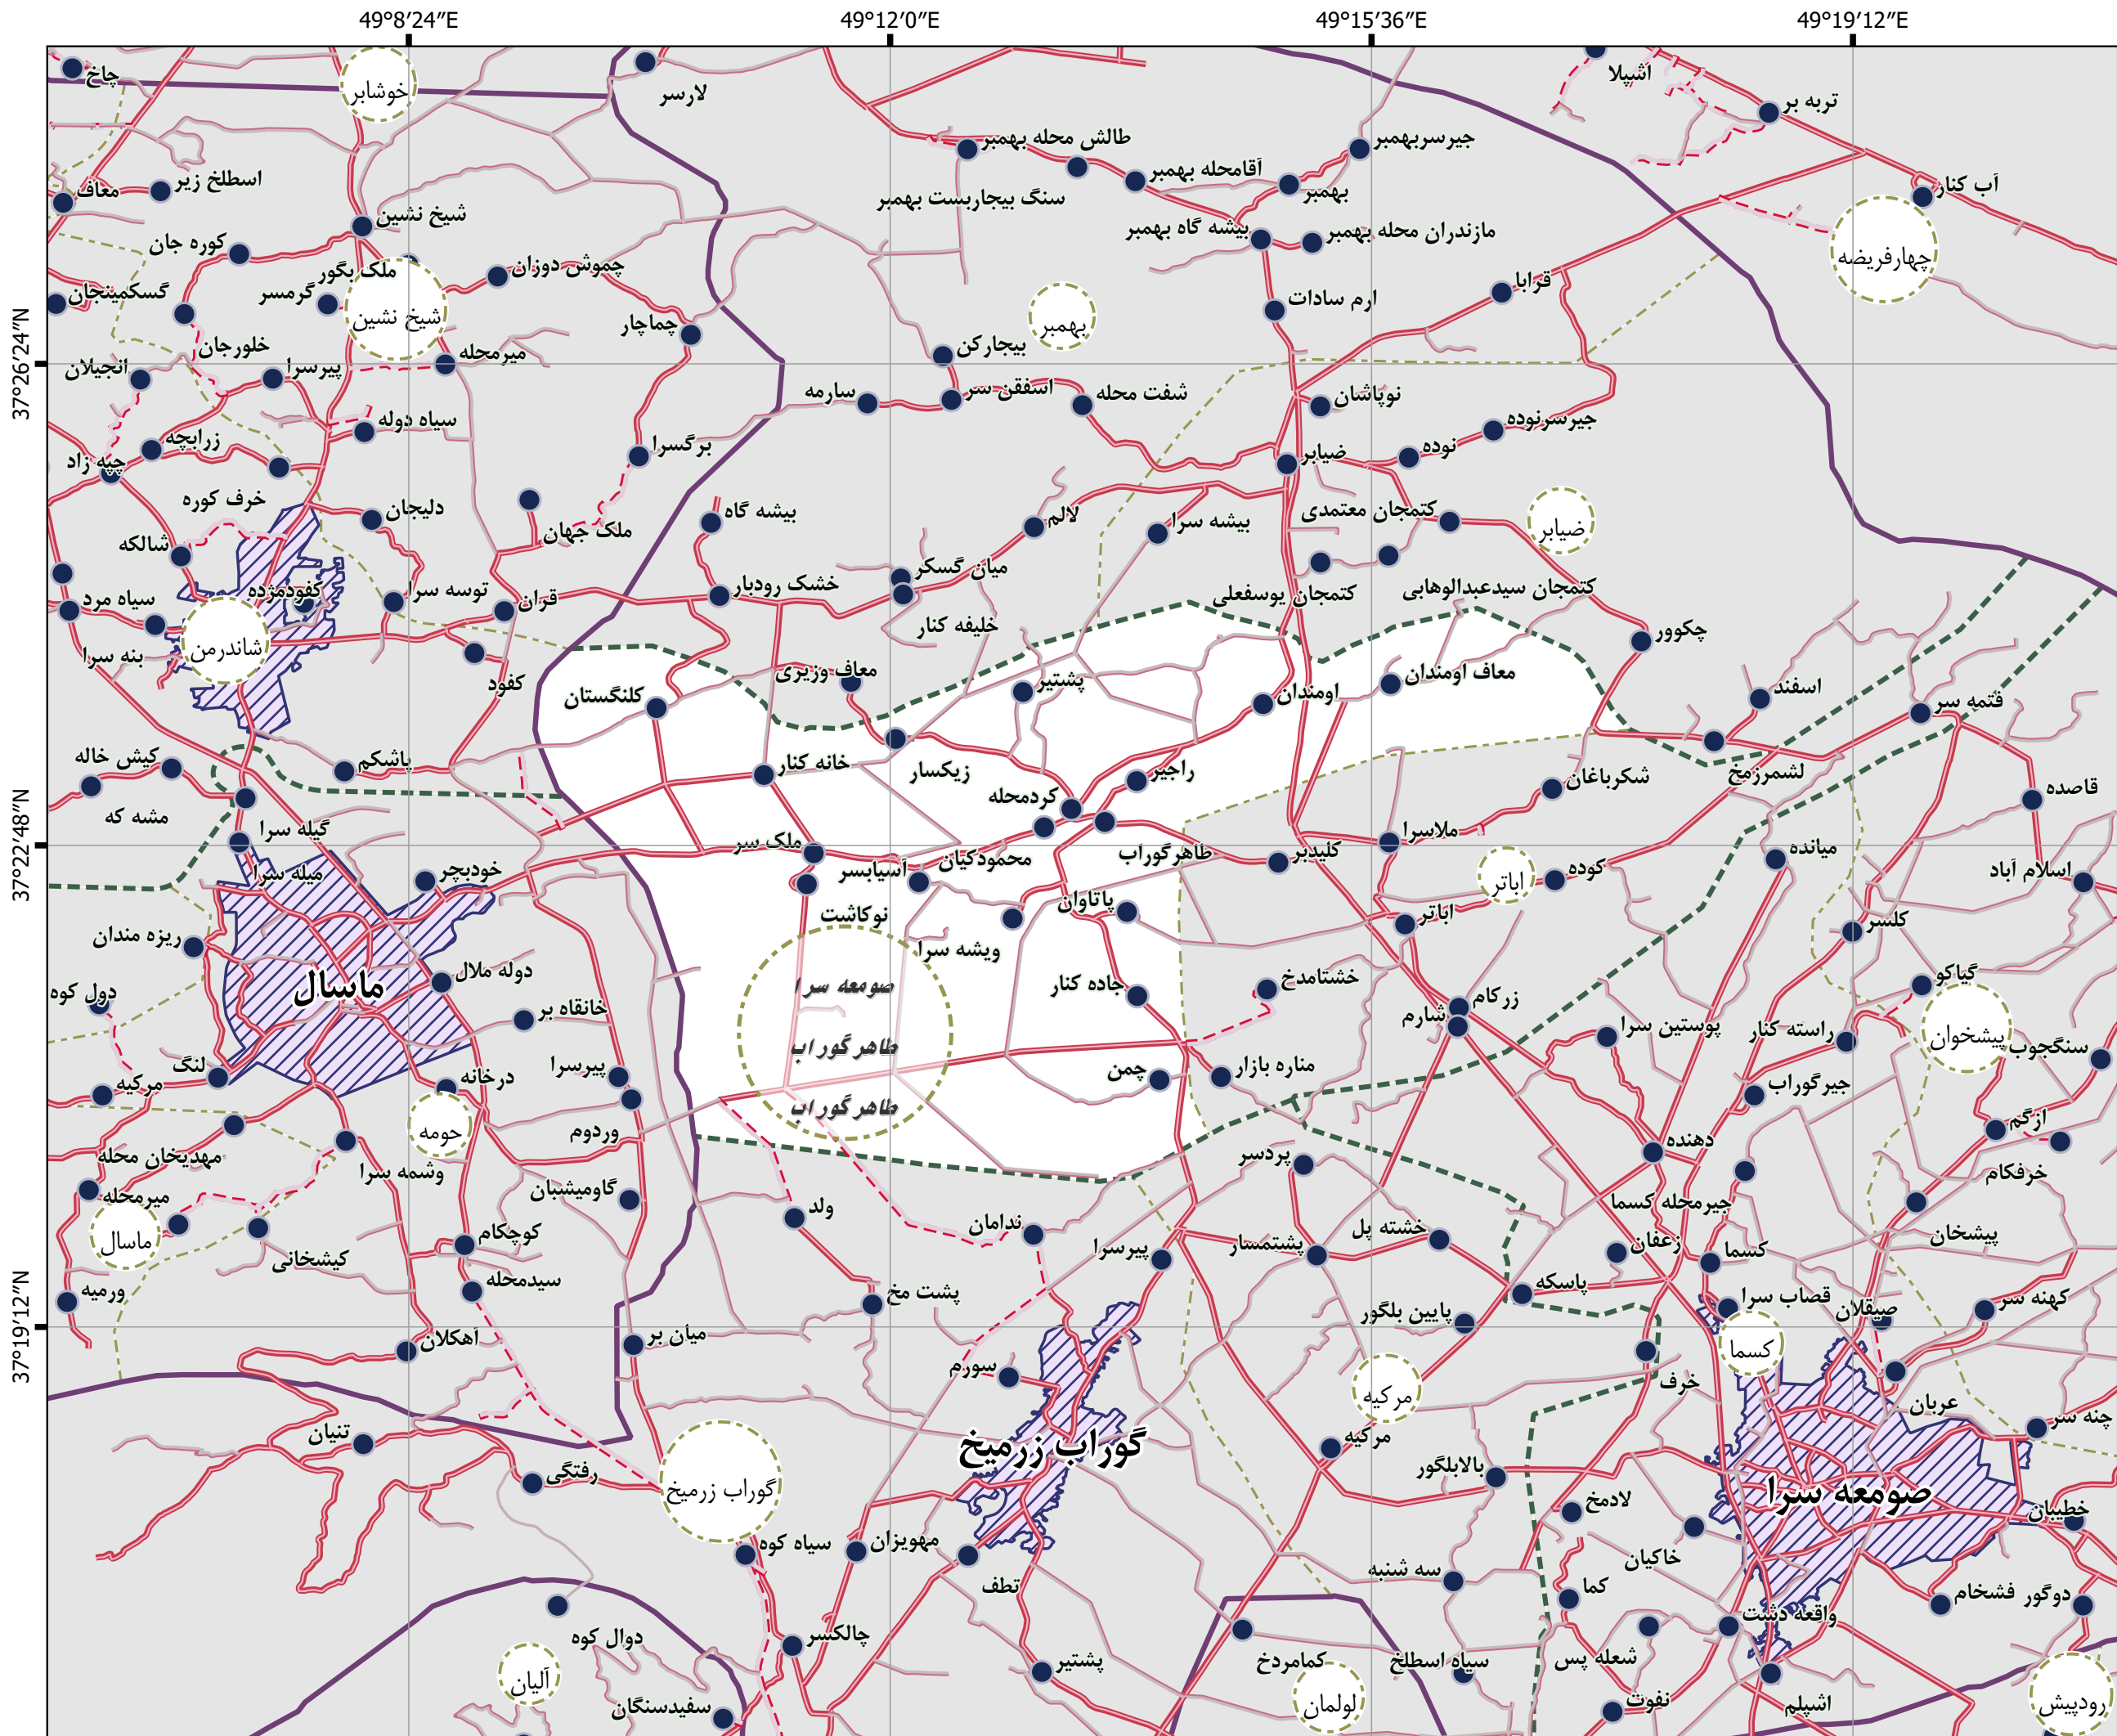 49°8′24″E
49°12′0″E
49°15′36″E
49°19′12″E
37°26′24″N
37°22′48″N
37°19′12″N
چاخ
خوشابر
لارسر
اشپلا
تربه بر
طالش محله بهمبر
جیرسربهمبر
آقامحله بهمبر
بهمبر
سنگ بیجاربست بهمبر
آب کنار
معاف
اسطلخ زیر
شیخ نشین
کوره جان
بیشه گاه بهمبر
مازندران محله بهمبر
چهارفریضه
ملک بگور
چموش دوزان
گسکمینجان
گرمسر
شیخ نشین
چماچار
بهمبر
ارم سادات
قرابا
خلورجان
میرمحله
بیجارکن
انجیلان
پیرسرا
سارمه
اسفقن سر
شفت محله
نوپاشان
جیرسرنوده
سیاه دوله
زرابچه
چپه زاد
برگسرا
ضیابر
نوده
خرف کوره
دلیجان
ملک جهان
بیشه گاه
لالم
بیشه سرا
کتمجان معتمدی
ضیابر
شالکه
کفودمژده
توسه سرا
قران
خشک رودبار
میان گسکر
خلیفه کنار
کتمجان یوسفعلی
کتمجان سیدعبدالوهابی
چکوور
سیاه مرد
بنه سرا
شاندرمن
کفود
کلنگستان
معاف وزیری
پشتیر
اومندان
معاف اومندان
اسفند
فتمه سر
کیش خاله
پاشکم
خانه کنار
زیکسار
راجیر
شکرباغان
لشمرزمخ
قاصده
مشه که
گیله سرا
کردمحله
ملک سر
محمودکیان
طاهرگوراب
کلیدبر
ملاسرا
میانده
میله سرا
خودبچر
آسیابسر
نوکاشت
پاتاوان
اباتر
کوده
اباتر
اسلام آباد
کلسر
ریزه مندان
ماسال
دوله ملال
ویشه سرا
جاده کنار
خشتامدخ
زرکام
شارم
گیاکو
دول کوه
خانقاه بر
صومعه سرا
طاهرگوراب
طاهرگوراب
پوستین سرا
راسته کنار
پیشخوان
سنگجوب
لنگ
مرکیه
درخانه
پیرسرا
چمن
مناره بازار
جیرگوراب
ازگم
حومه
وردوم
مهدیخان محله
وشمه سرا
پردسر
دهنده
خرفکام
میرمحله
گاومیشبان
ولد
جیرمحله کسما
ماسال
کیشخانی
کوچکام
ندامان
پیرسرا
پشتمسار
خشته پل
زعفان
کسما
پیشخان
ورمیه
سیدمحله
پشت مخ
پاسکه
پایین بلگور
قصاب سرا
صیقلان
کهنه سر
آهکلان
میان بر
سورم
مرکیه
کسما
خرف
عربان
چنه سر
تنیان
رفتگی
گوراب زرمیخ
گوراب زرمیخ
مرکیه
بالابلگور
لادمخ
صومعه سرا
خطیبان
سیاه کوه
مهویزان
تطف
سه شنبه
خاکیان
کما
واقعه دشت
فشخام
دوگور
دوال کوه
آلیان
چالکسر
پشتیر
کمامردخ
لولمان
سیاه اسطلخ
شعله پس
سفیدسنگان
نفوت
اشپلم
رودپیش